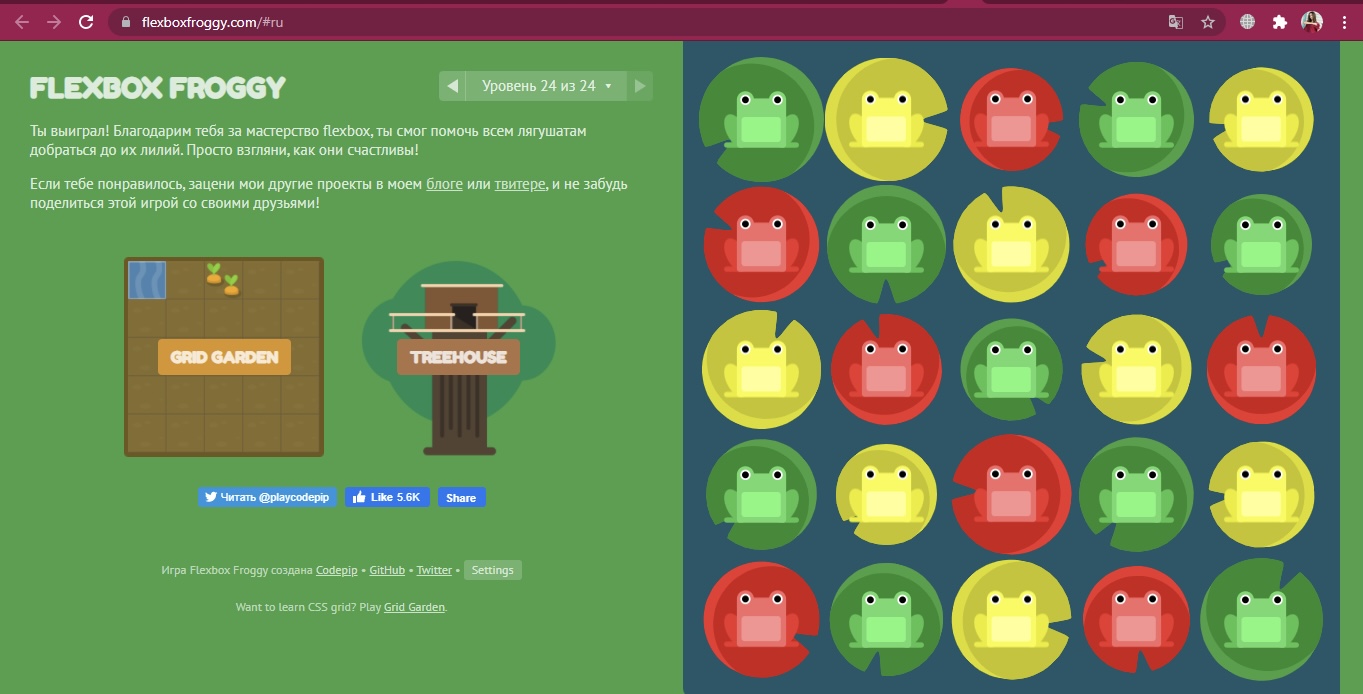 flexboxfroggy.com/#ru
FLEXBOX FROGGY
Уровень 24 из 24
Ты выиграл! Благодарим тебя за мастерство flexbox, ты смог помочь всем лягушатам
добраться до их лилий. Просто взгляни, как они счастливы!
Если тебе понравилось, зацени мои другие проекты в моем блоге или твитере, и не забудь
поделиться этой игрой со своими друзьями!
GRID GARDEN
TREEHOUSE
Читать @playcodepip
Like 5.6K
Share
Игра Flexbox Froggy создана Codepip • GitHub • Twitter • Settings
Want to learn CSS grid? Play Grid Garden.